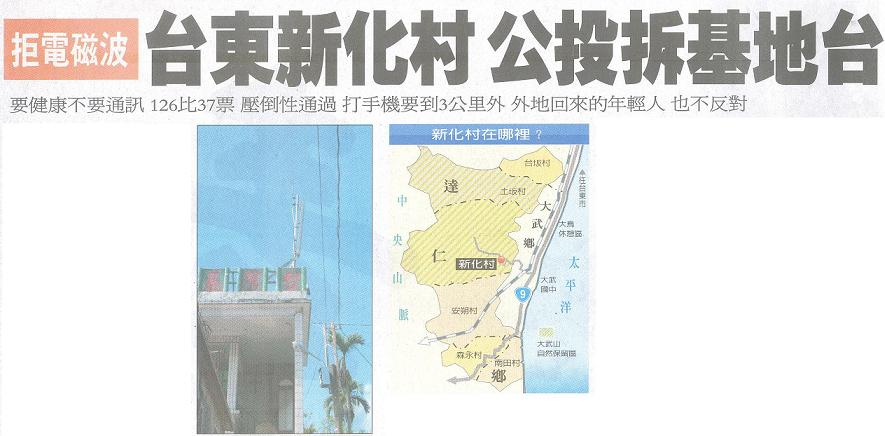 拒電磁波
台東新化村 公投拆基地台
要健康不要通訊 126比37票 壓倒性通過 打手機要到3公里外 外地回來的年輕人 也不反對
新化村在哪裡？
台坂村
土坂村
達
仁
鄉
大武鄉
往台東市
大鳥
休憩區
中央山脈
新化村
太平洋
大武
國中
9
安朔村
大武山
自然保留區
森永村
南田村